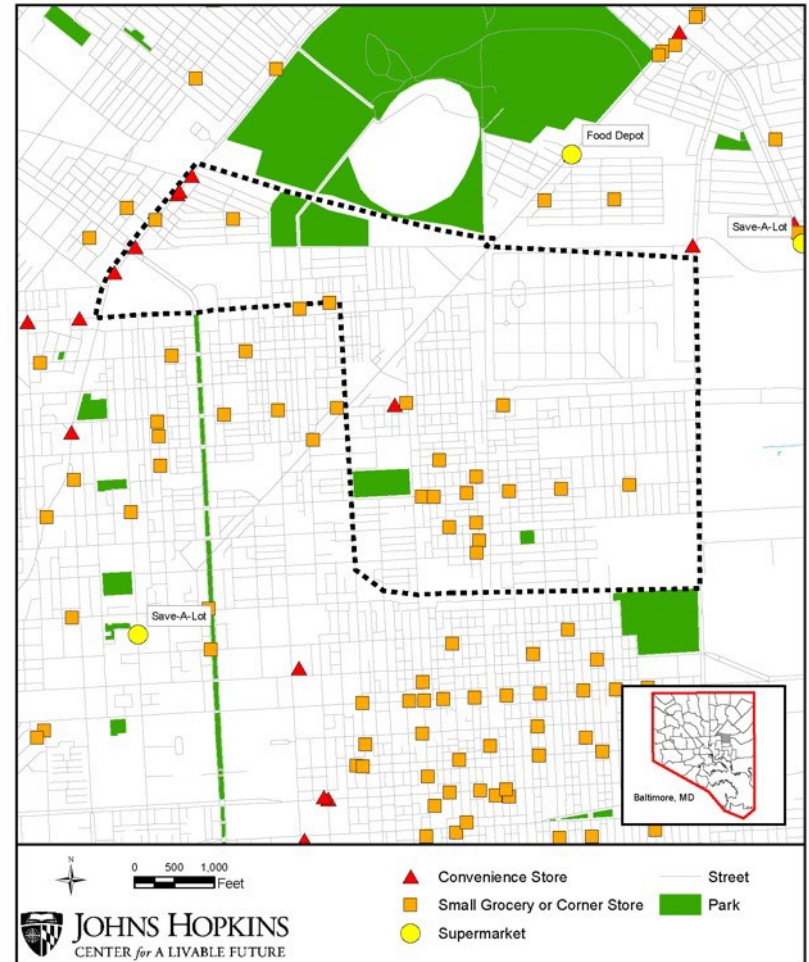 Food Depot
Save-A-Lot
Save-A-Lot
Baltimore, MD
N
0 500 1,000
Feet
Convenience Store
Small Grocery or Corner Store
Supermarket
Street
Park
JOHNS HOPKINS
CENTER for A LIVABLE FUTURE